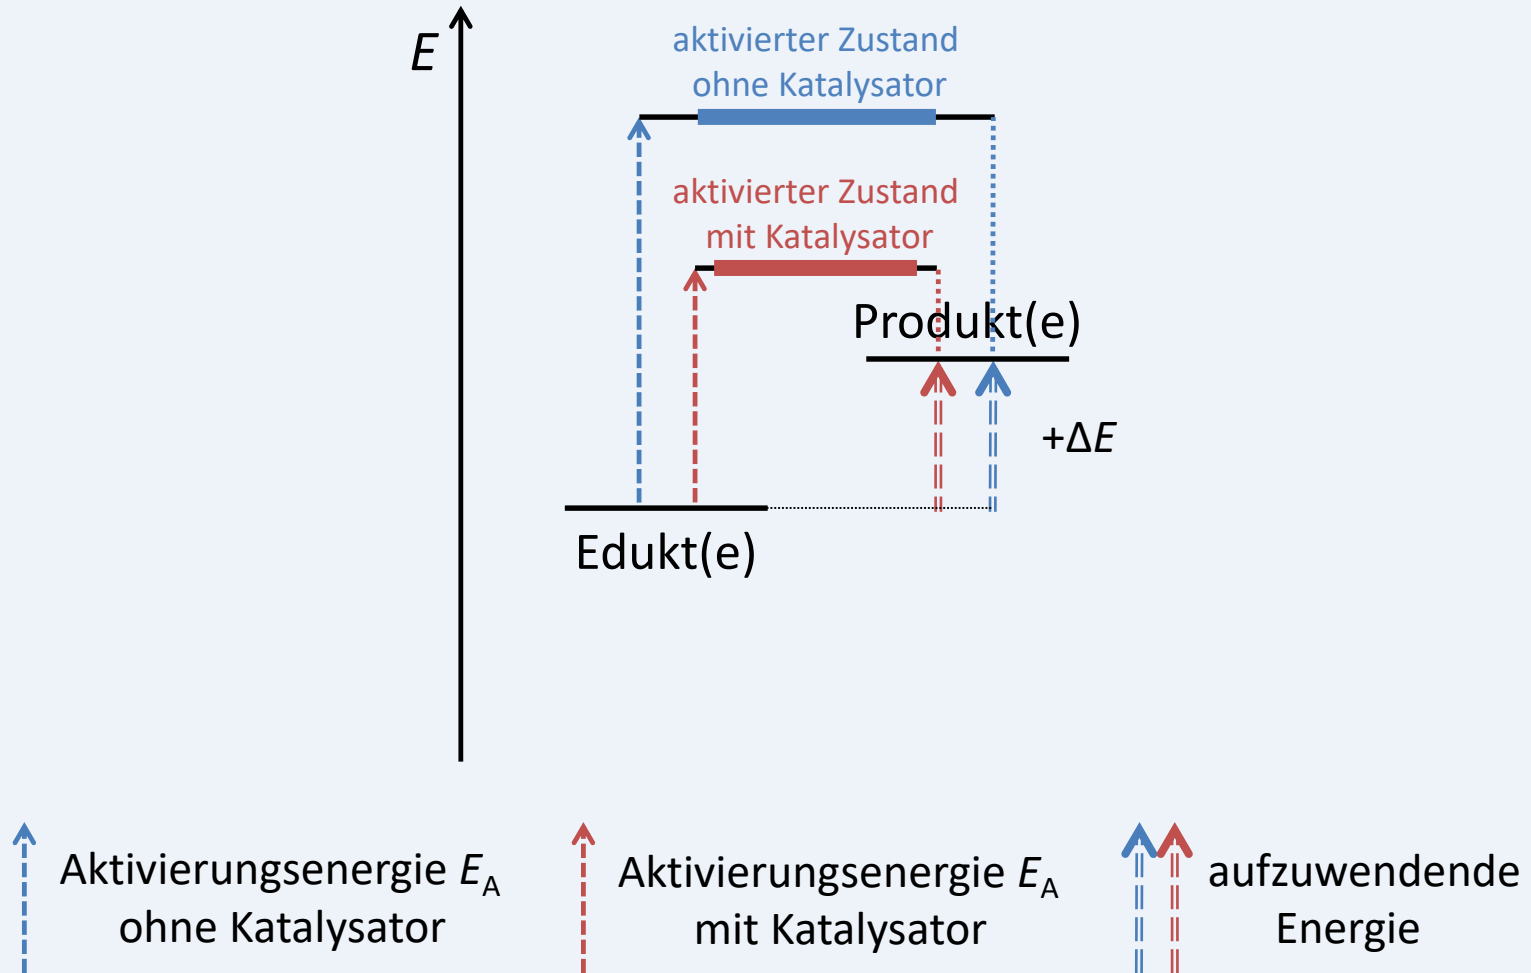 E
aktivierter Zustand
ohne Katalysator
aktivierter Zustand
mit Katalysator
Produkt(e)
+ΔE
Edukt(e)
Aktivierungsenergie EA
ohne Katalysator
Aktivierungsenergie EA
mit Katalysator
aufzuwendende
Energie